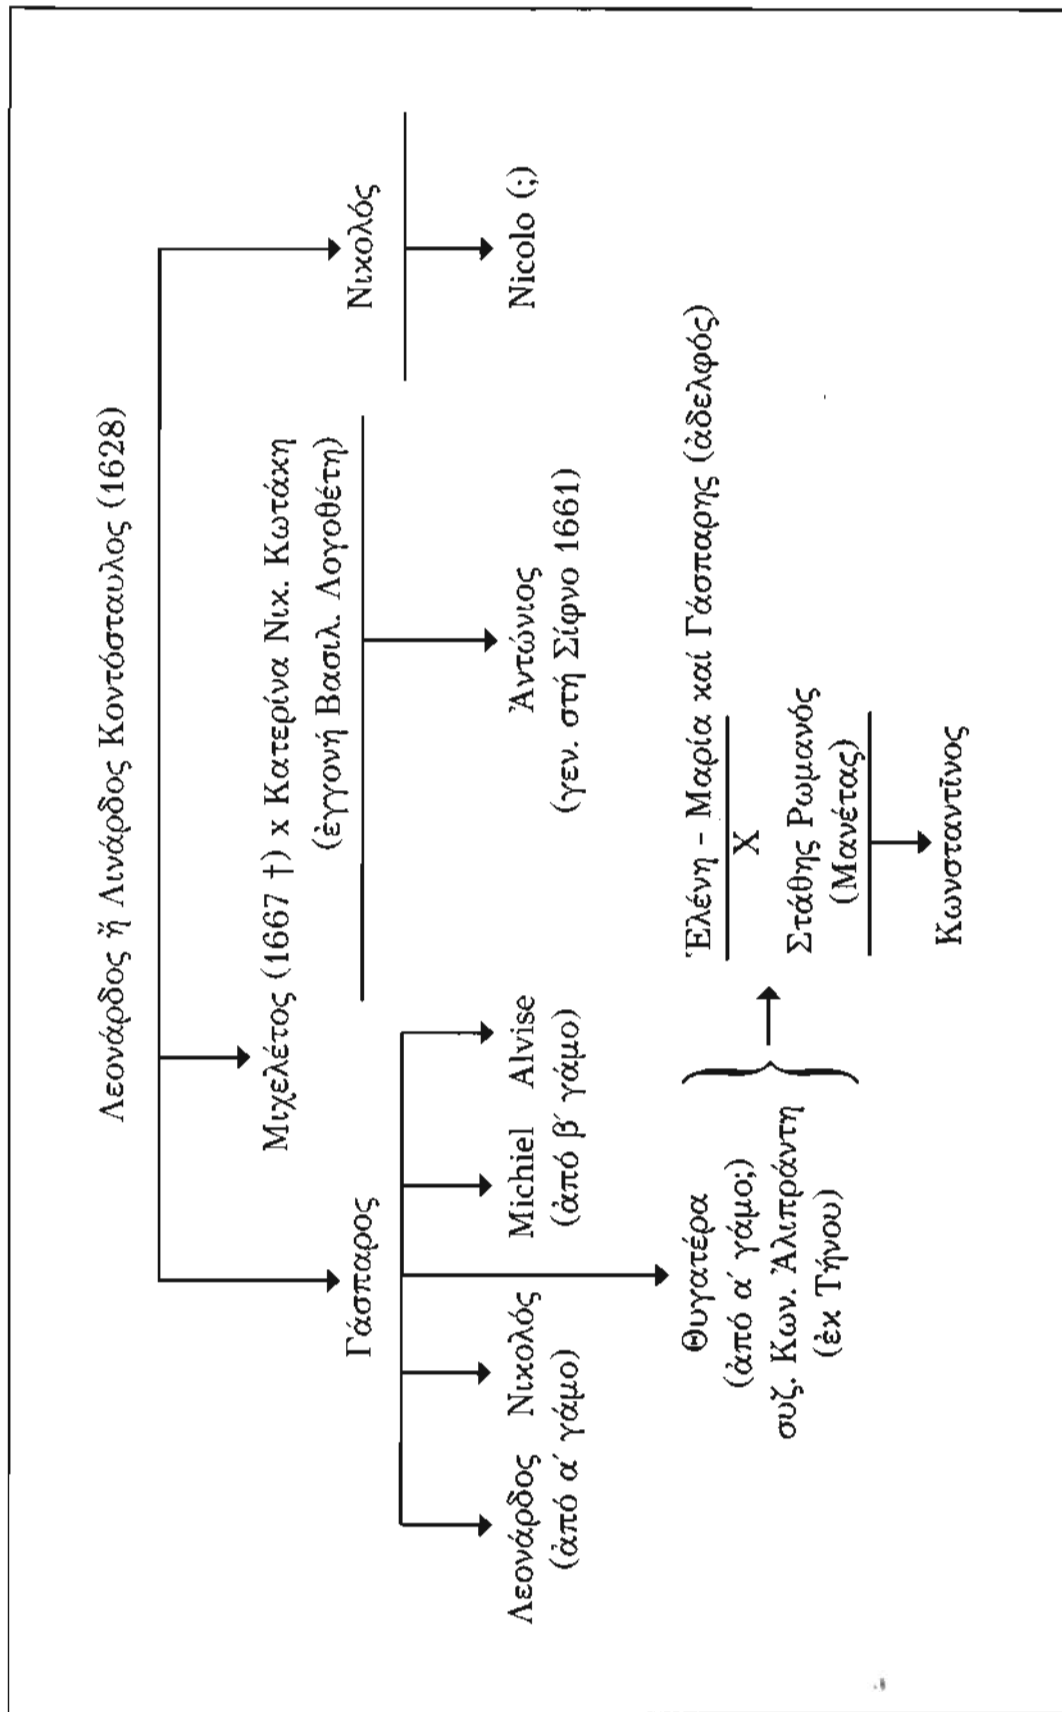 Λεονάρδος ἤ Λινάρδος Κοντόσταυλος (1628)
Γάσπαρος
Μιχελέτος (1667 †) x Κατερίνα Νικ. Κωτάκη
(ἐγγονή Βασιλ. Λογοθέτη)
Νικολός
Λεονάρδος Νικολός
(ἀπό α´ γάμο)
Michiel Alvise
(ἀπό β´ γάμο)
Ἀντώνιος
(γεν. στή Σίφνο 1661)
Nicolo (;)
Θυγατέρα
(ἀπό α´ γάμο;)
συζ. Κων. Ἀλιπράντη
(ἐκ Τήνου)
Ἑλένη - Μαρία καί Γάσπαρης (ἀδελφός)
X
Στάθης Ρωμανός
(Μανέτας)
Κωνσταντῖνος